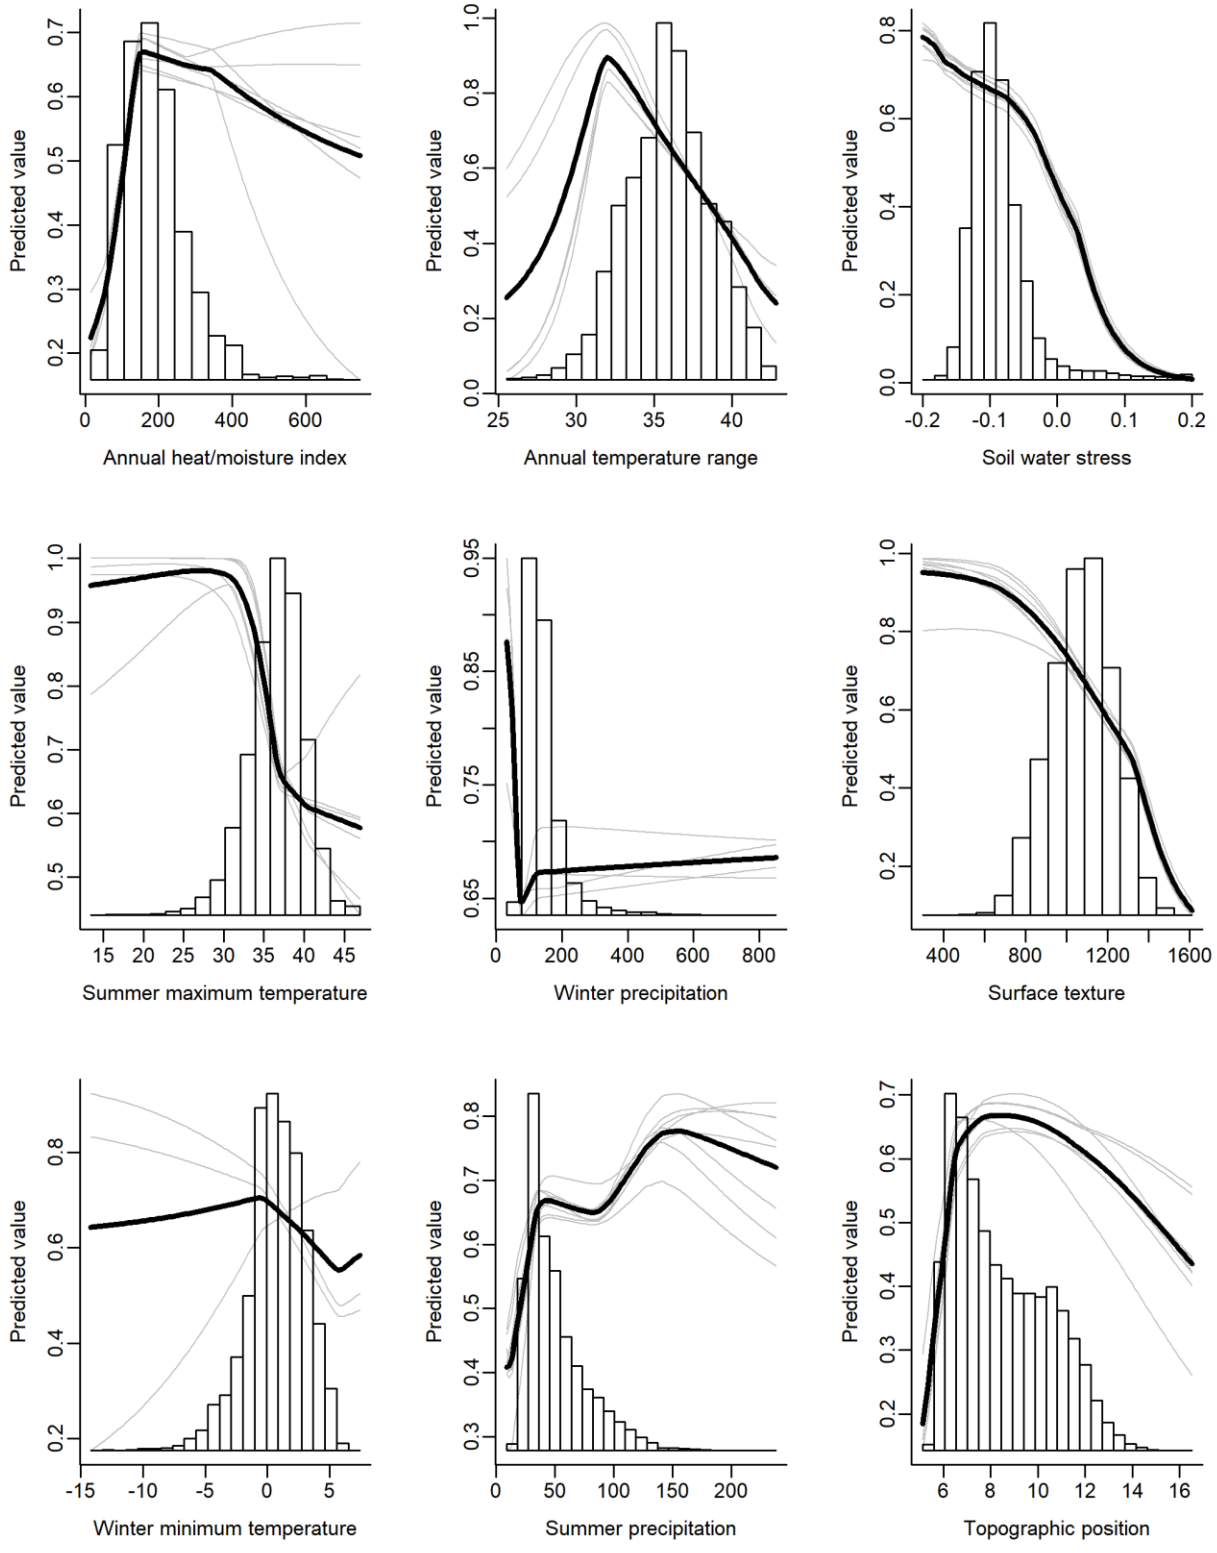 Predicted value
0.2 0.3 0.4 0.5 0.6 0.7
0 200 400 600
Annual heat/moisture index
Predicted value
0.0 0.2 0.4 0.6 0.8 1.0
25 30 35 40
Annual temperature range
Predicted value
0.0 0.2 0.4 0.6 0.8
-0.2 -0.1 0.0 0.1 0.2
Soil water stress
Predicted value
0.5 0.6 0.7 0.8 0.9 1.0
15 20 25 30 35 40 45
Summer maximum temperature
Predicted value
0.65 0.75 0.85 0.95
0 200 400 600 800
Winter precipitation
Predicted value
0.2 0.4 0.6 0.8 1.0
400 800 1200 1600
Surface texture
Predicted value
0.2 0.4 0.6 0.8
-15 -10 -5 0 5
Winter minimum temperature
Predicted value
0.3 0.4 0.5 0.6 0.7 0.8
0 50 100 150 200
Summer precipitation
Predicted value
0.2 0.3 0.4 0.5 0.6 0.7
6 8 10 12 14 16
Topographic position